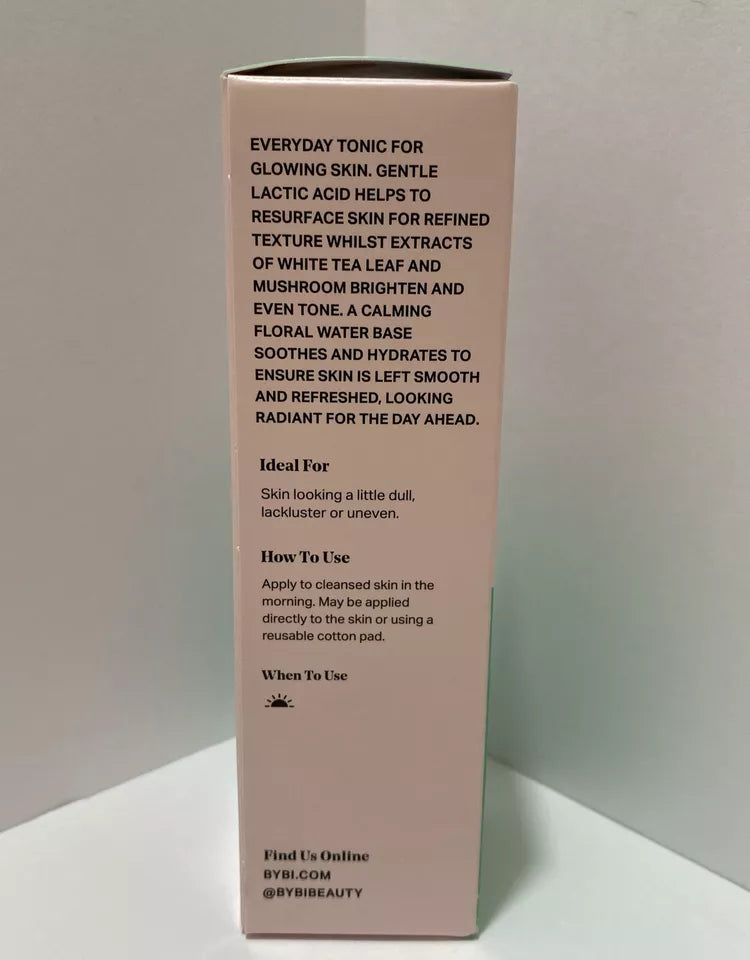 EVERYDAY TONIC FOR
GLOWING SKIN. GENTLE
LACTIC ACID HELPS TO
RESURFACE SKIN FOR REFINED
TEXTURE WHILST EXTRACTS
OF WHITE TEA LEAF AND
MUSHROOM BRIGHTEN AND
EVEN TONE. A CALMING
FLORAL WATER BASE
SOOTHES AND HYDRATES TO
ENSURE SKIN IS LEFT SMOOTH
AND REFRESHED, LOOKING
RADIANT FOR THE DAY AHEAD.
Ideal For
Skin looking a little dull,
lackluster or uneven.
How To Use
Apply to cleansed skin in the
morning. May be applied
directly to the skin or using a
reusable cotton pad.
When To Use
Find Us Online
BYBI.COM
@BYBIBEAUTY